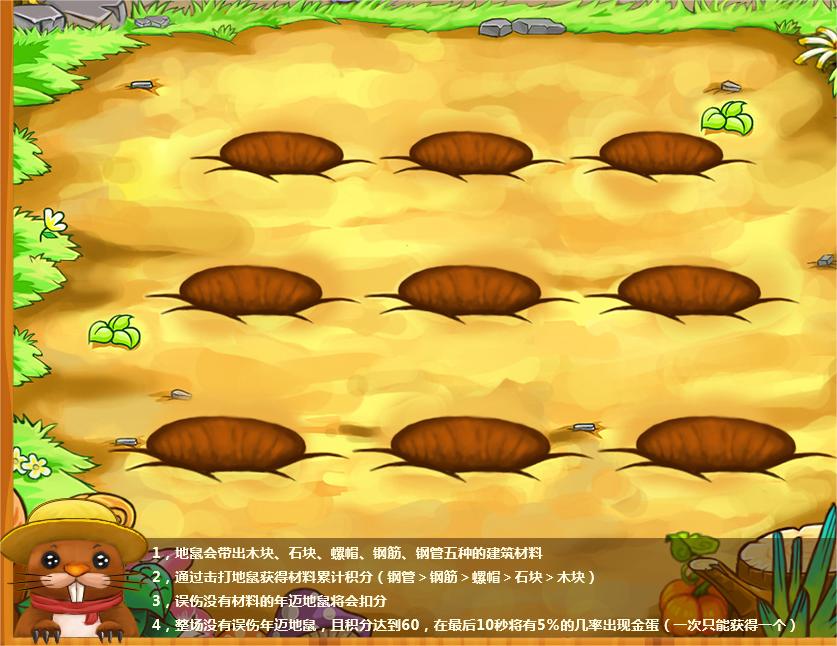 1，地鼠会带出木块、石块、螺帽、钢筋、钢管五种的建筑材料
2，通过击打地鼠获得材料累计积分（钢管＞钢筋＞螺帽＞石块＞木块）
3，误伤没有材料的年迈地鼠将会扣分
4，整场没有误伤年迈地鼠，且积分达到60，在最后10秒将有5%的几率出现金蛋（一次只能获得一个）